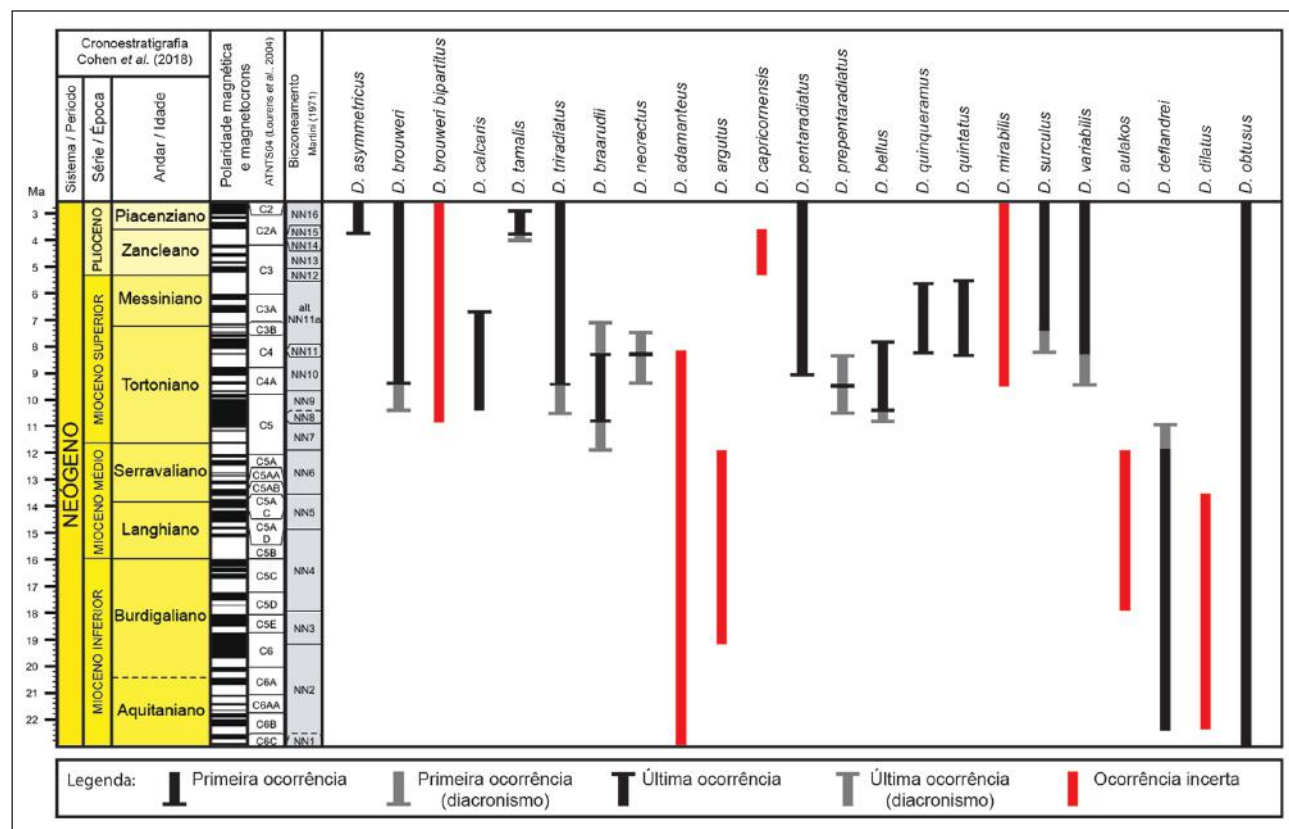 Cronoestratigrafia
Cohen et al. (2018)
Sistema / Período
Série / Época
Andar / Idade
Polaridade magnética
e magnetocrons
ATNTS04 (Lourens et al., 2004)
Biozoneamento
Martini (1971)
D. asymmetricus
D. brouweri
D. brouweri bipartitus
D. calcaris
D. tamalis
D. triradiatus
D. braarudii
D. neorectus
D. adamanteus
D. argutus
D. capricornensis
D. pentaradiatus
D. prepentaradiatus
D. bellus
D. quinqueramus
D. quintatus
D. mirabilis
D. surculus
D. variabilis
D. aulakos
D. deflandrei
D. dilatus
D. obtusus
Ma
3
4
5
6
7
8
9
10
11
12
13
14
15
16
17
18
19
20
21
22
NEÓGENO
PLIOCENO
MIOCENO SUPERIOR
MIOCENO MÉDIO
MIOCENO INFERIOR
Piacenziano
Zancleano
Messiniano
Tortoniano
Serravaliano
Langhiano
Burdigaliano
Aquitaniano
C2
C2A
C3
C3A
C3B
C4
C4A
C5
C5A
C5AA
C5AB
C5A
C
C5A
D
C5B
C5C
C5D
C5E
C6
C6A
C6AA
C6B
C6C
NN16
NN15
NN14
NN13
NN12
alt
NN11a
NN11
NN10
NN9
NN8
NN7
NN6
NN5
NN4
NN3
NN2
NN1
Legenda:
Primeira ocorrência
Primeira ocorrência
(diacronismo)
Última ocorrência
Última ocorrência
(diacronismo)
Ocorrência incerta